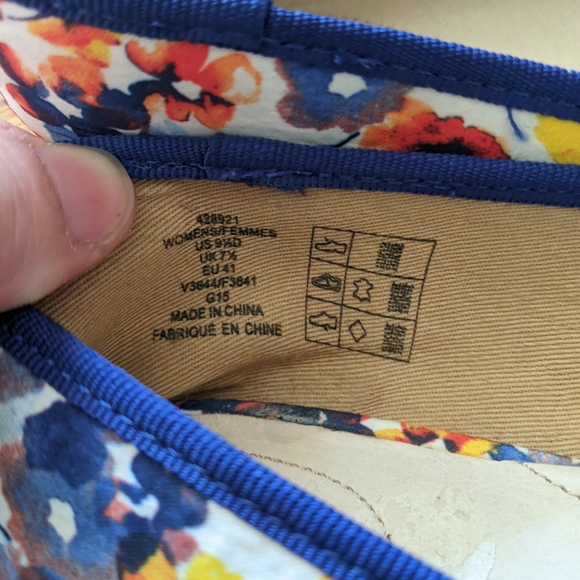 428921
WOMENS/FEMMES
US 9½D
UK 7½
EU 41
V3644/F3641
G15
MADE IN CHINA
FABRIQUÉ EN CHINE